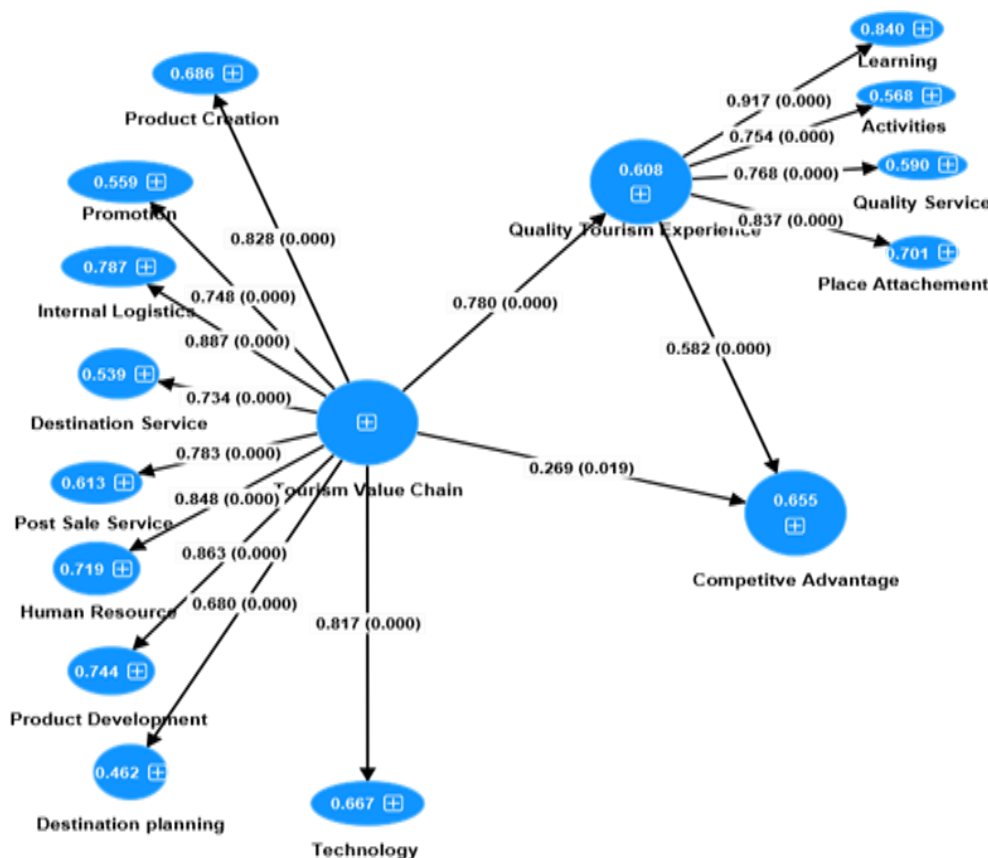 0.840
Learning
0.686
Product Creation
0.917 (0.000)
0.568
Activities
0.754 (0.000)
0.608
0.768 (0.000)
0.590
Quality Service
0.559
Promotion
0.837 (0.000)
Quality Tourism Experience
0.828 (0.000)
0.701
Place Attachement
0.787
Internal Logistics
0.748 (0.000)
0.780 (0.000)
0.887 (0.000)
0.582 (0.000)
0.539
Destination Service
0.734 (0.000)
0.783 (0.000)
0.269 (0.019)
0.613
Post Sale Service
Tourism Value Chain
0.848 (0.000)
0.655
Competitve Advantage
0.719
Human Resource
0.863 (0.000)
0.680 (0.000)
0.817 (0.000)
0.744
Product Development
0.462
Destination planning
0.667
Technology